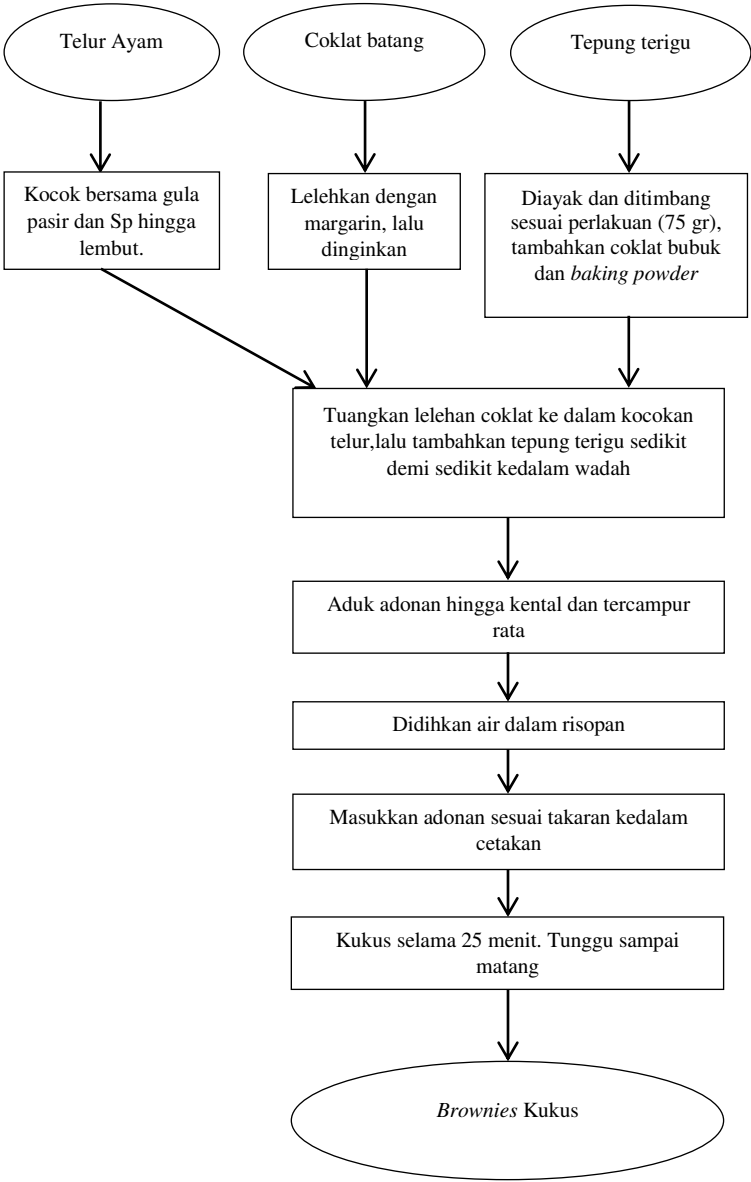 Telur Ayam
Coklat batang
Tepung terigu
Kocok bersama gula
pasir dan Sp hingga
lembut.
Lelehkan dengan
margarin, lalu
dinginkan
Diayak dan ditimbang
sesuai perlakuan (75 gr),
tambahkan coklat bubuk
dan baking powder
Tuangkan lelehan coklat ke dalam kocokan
telur,lalu tambahkan tepung terigu sedikit
demi sedikit kedalam wadah
Aduk adonan hingga kental dan tercampur
rata
Didihkan air dalam risopan
Masukkan adonan sesuai takaran kedalam
cetakan
Kukus selama 25 menit. Tunggu sampai
matang
Brownies Kukus